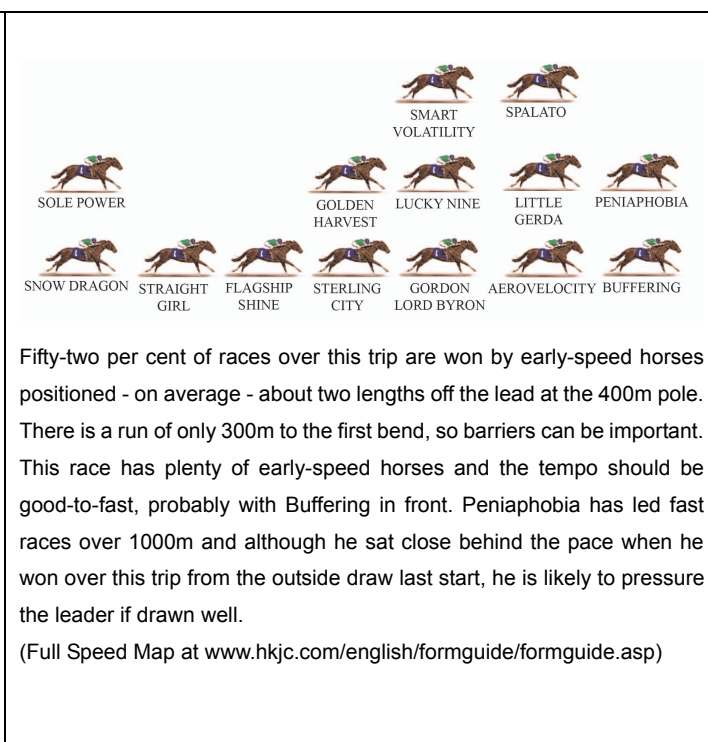 SMART SPALATO
VOLATILITY
SOLE POWER GOLDEN LUCKY NINE LITTLE PENIAPHOBIA
HARVEST GERDA
SNOW DRAGON STRAIGHT FLAGSHIP STERLING GORDON AEROVELOCITY BUFFERING
GIRL SHINE CITY LORD BYRON
Fifty-two per cent of races over this trip are won by early-speed horses
positioned - on average - about two lengths off the lead at the 400m pole.
There is a run of only 300m to the first bend, so barriers can be important.
This race has plenty of early-speed horses and the tempo should be
good-to-fast, probably with Buffering in front. Peniaphobia has led fast
races over 1000m and although he sat close behind the pace when he
won over this trip from the outside draw last start, he is likely to pressure
the leader if drawn well.
(Full Speed Map at www.hkjc.com/english/formguide/formguide.asp)